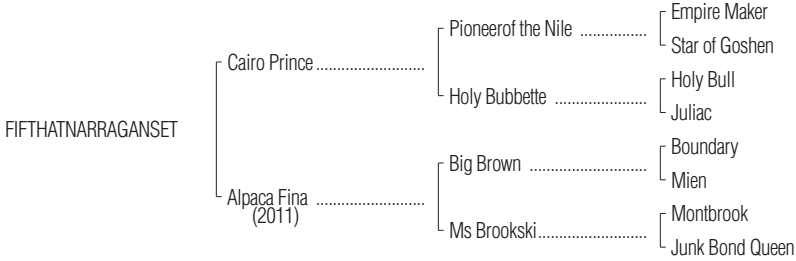 Empire Maker
Pioneerof the Nile ................
Star of Goshen
Cairo Prince ..........................
Holy Bull
Holy Bubbette ......................
Juliac
FIFTHATNARRAGANSET
Boundary
Big Brown ............................
Mien
Alpaca Fina ..........................
(2011)
Montbrook
Ms Brookski..........................
Junk Bond Queen